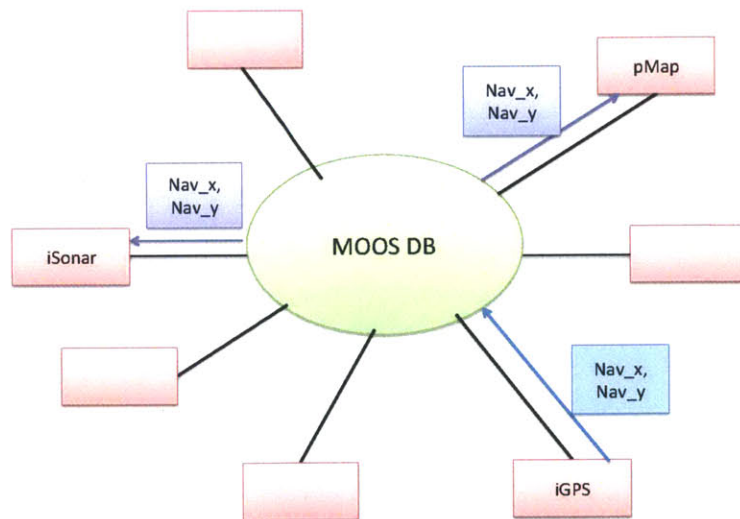 pMap
Nav_x,
Nav_y
Nav_x,
Nav_y
iSonar
MOOS DB
Nav_x,
Nav_y
iGPS